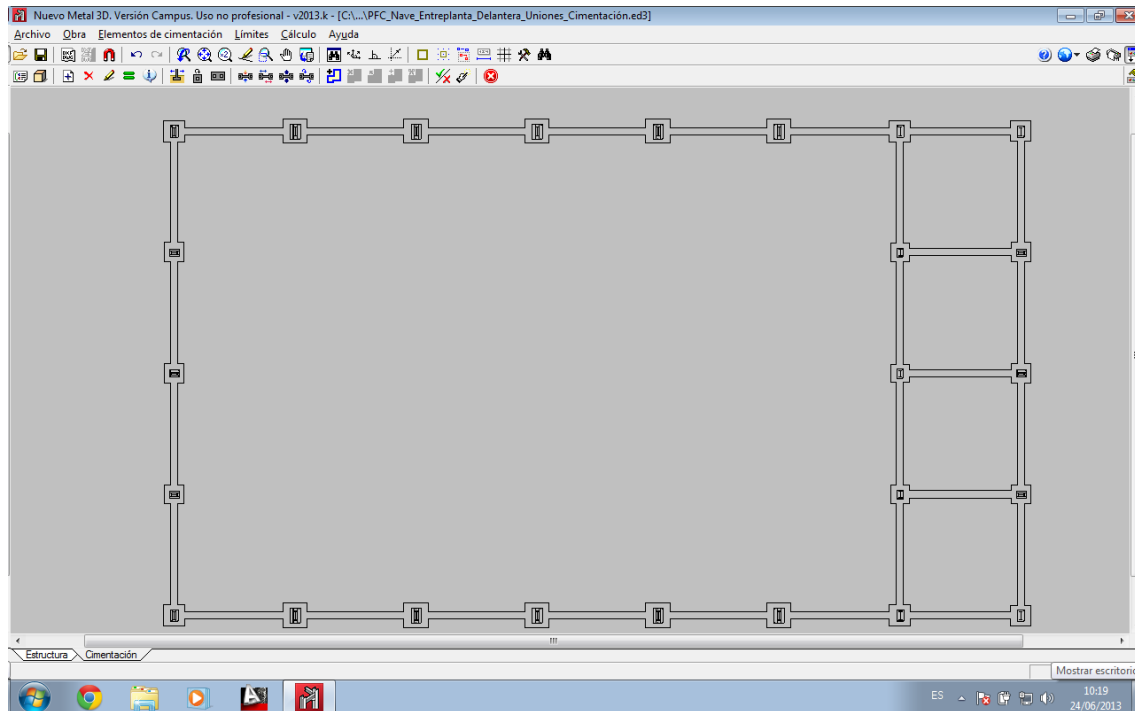 Nuevo Metal 3D. Versión Campus. Uso no profesional - v2013.k - [C:\...\PFC_Nave_Entreplanta_Delantera_Uniones_Cimentación.ed3]
Archivo Obra Elementos de cimentación Límites Cálculo Ayuda
Estructura Cimentación
Mostrar escritorio
ES 10:19
24/06/2013